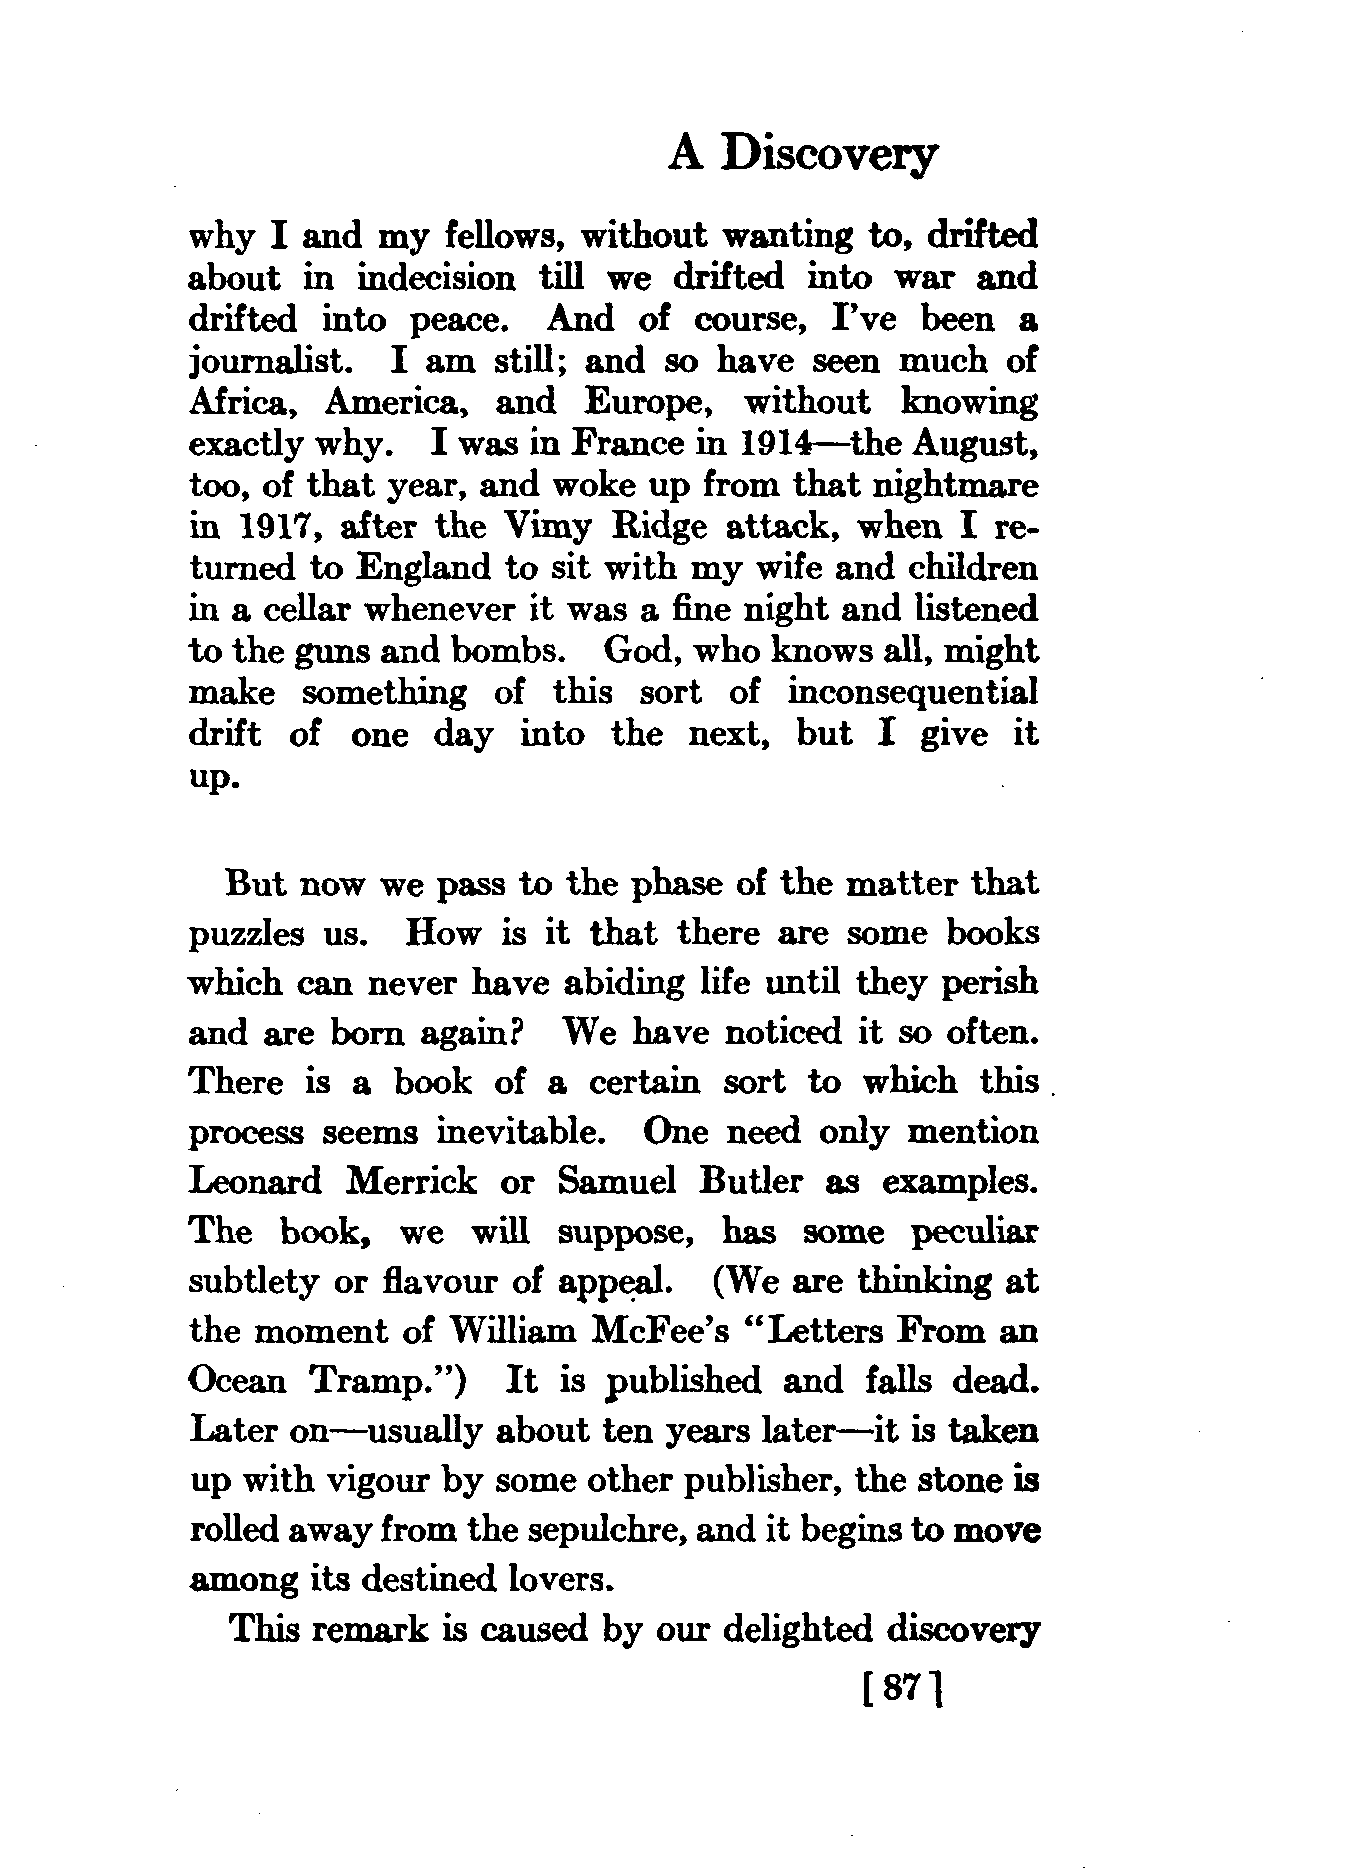 A Discovery
why I and my fellows, without wanting to, drifted
about in indecision till we drifted into war and
drifted into peace. And of course, I've been a
journalist. I am still; and so have seen much of
Africa, America, and Europe, without knowing
exactly why. I was in France in 1914—the August,
too, of that year, and woke up from that nightmare
in 1917, after the Vimy Ridge attack, when I re-
turned to England to sit with my wife and children
in a cellar whenever it was a fine night and listened
to the guns and bombs. God, who knows all, might
make something of this sort of inconsequential
drift of one day into the next, but I give it
up.
But now we pass to the phase of the matter that
puzzles us. How is it that there are some books
which can never have abiding life until they perish
and are born again? We have noticed it so often.
There is a book of a certain sort to which this
process seems inevitable. One need only mention
Leonard Merrick or Samuel Butler as examples.
The book, we will suppose, has some peculiar
subtlety or flavour of appeal. (We are thinking at
the moment of William McFee's "Letters From an
Ocean Tramp.") It is published and falls dead.
Later on—usually about ten years later—it is taken
up with vigour by some other publisher, the stone is
rolled away from the sepulchre, and it begins to move
among its destined lovers.
This remark is caused by our delighted discovery
[87]